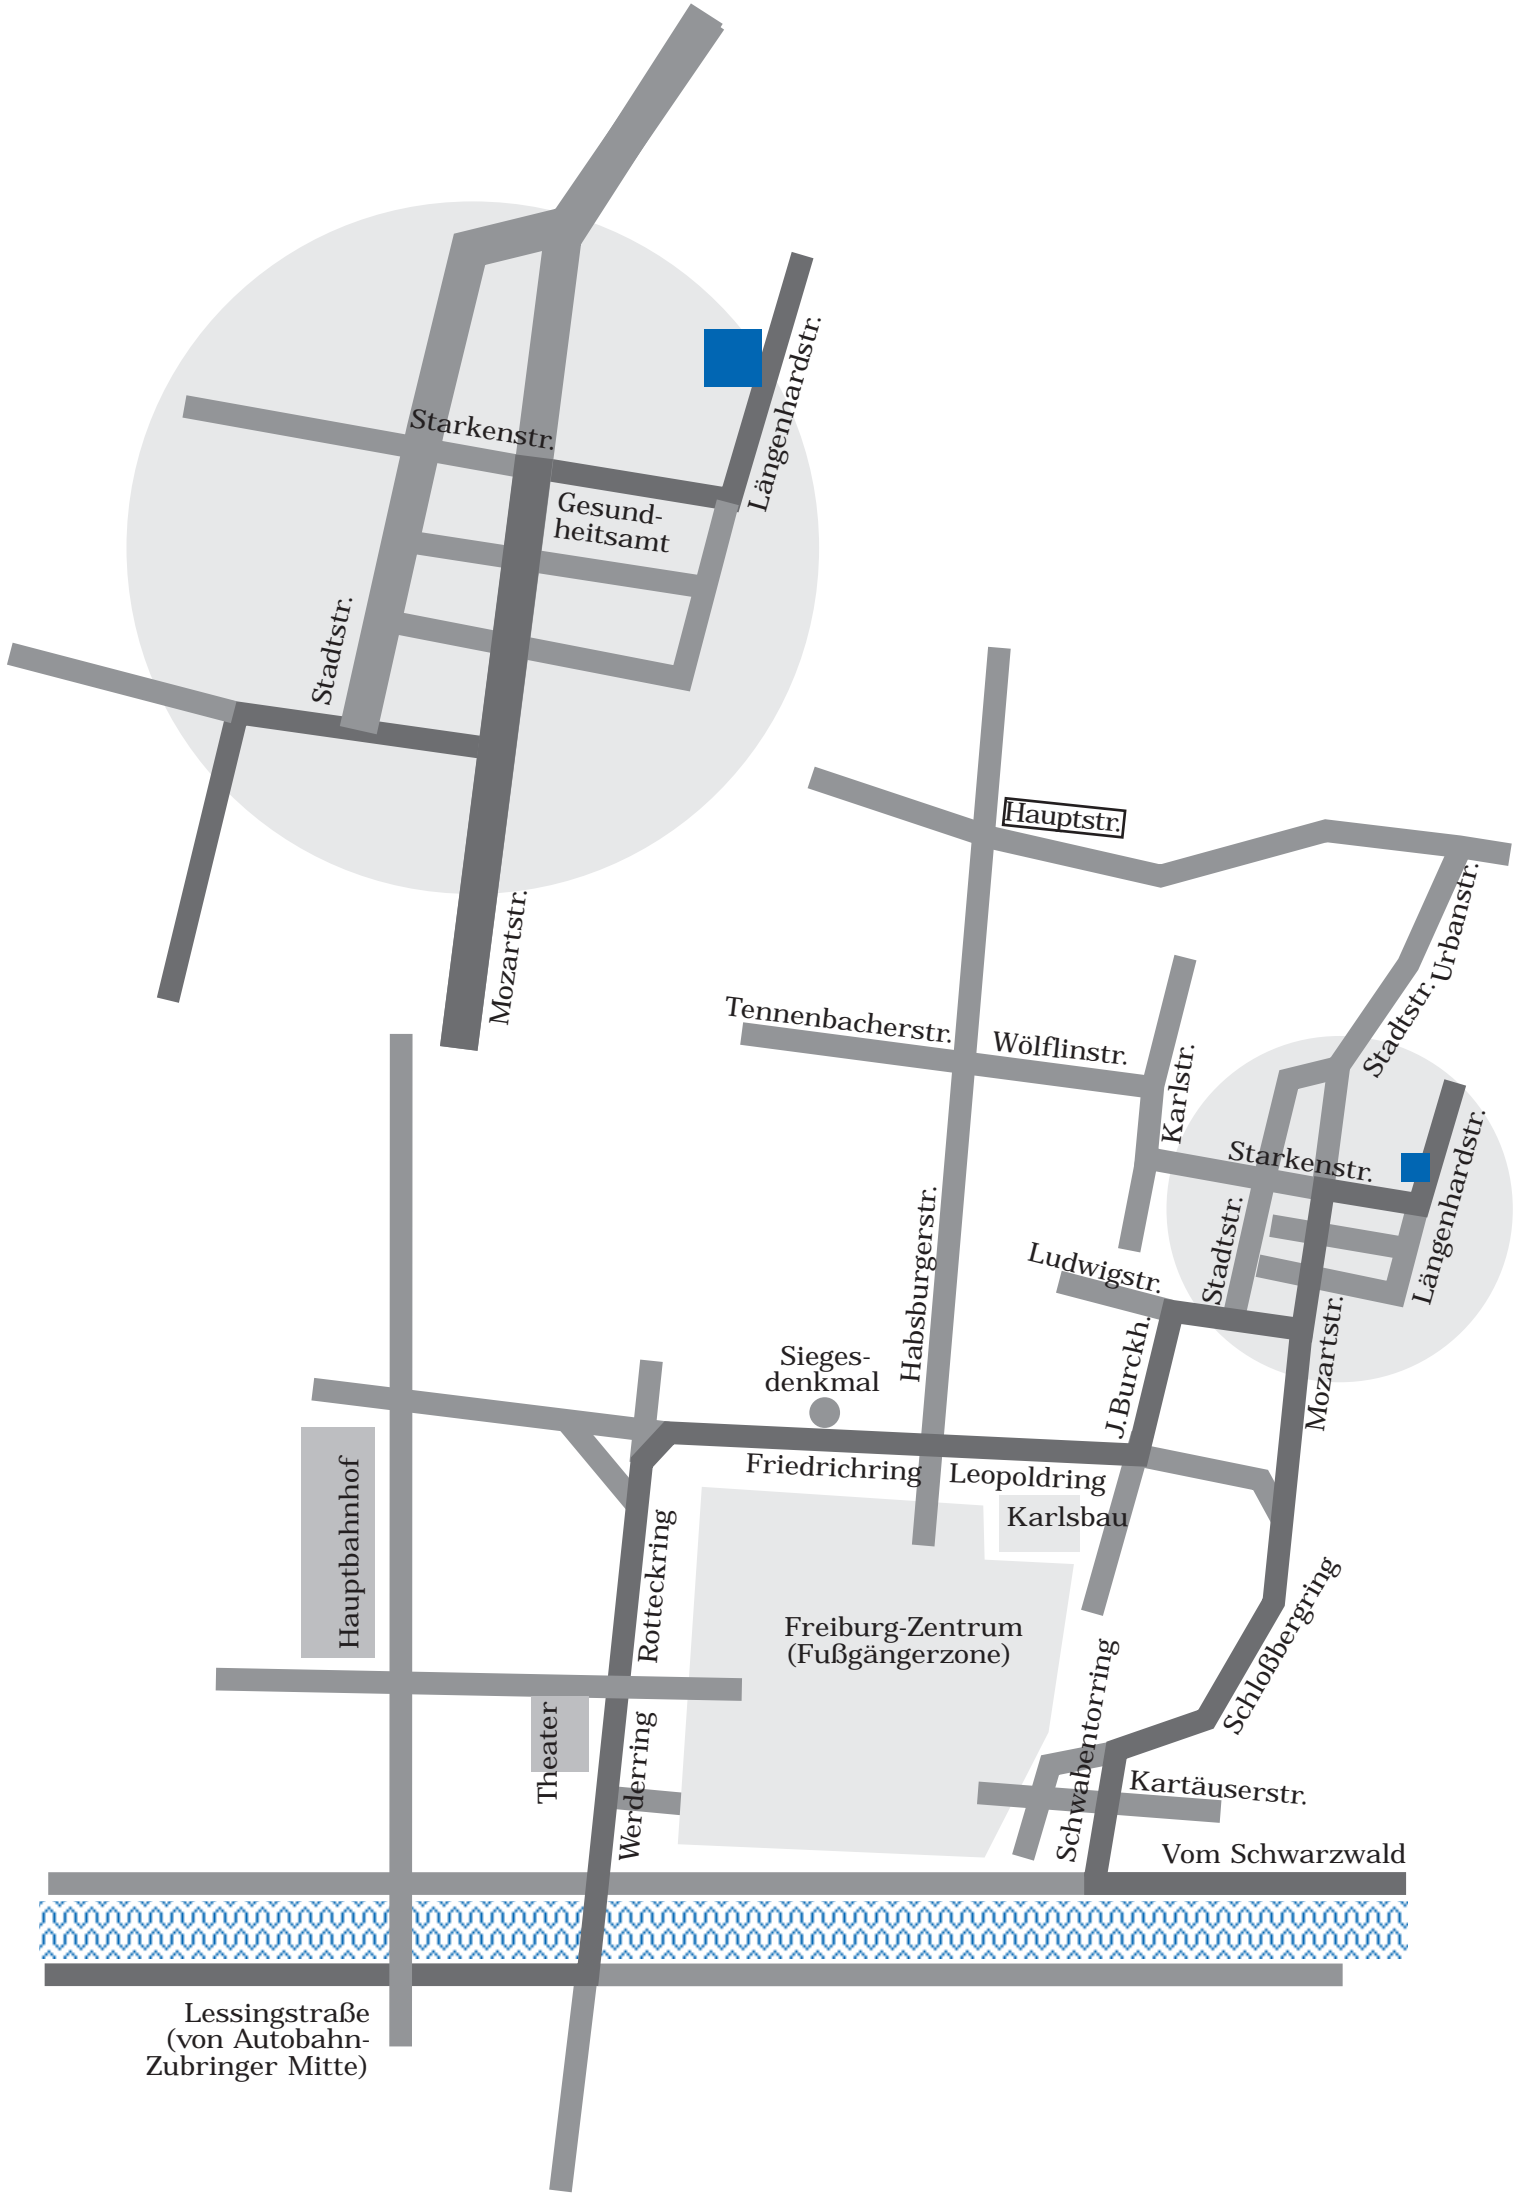 Starkenstr.
Längenhardstr.
Gesund-
heitsamt
Stadtstr.
Mozartstr.
Hauptstr.
Urbanstr.
Stadtstr.
Tennenbacherstr.
Wölflinstr.
Karlstr.
Starkenstr.
Längenhardstr.
Stadtstr.
Habsburgerstr.
Ludwigstr.
J.Burckh.
Mozartstr.
Sieges-
denkmal
Friedrichring
Leopoldring
Karlsbau
Hauptbahnhof
Rotteckring
Freiburg-Zentrum
(Fußgängerzone)
Schloßbergring
Schwabentorring
Theater
Werderring
Kartäuserstr.
Vom Schwarzwald
Lessingstraße
(von Autobahn-
Zubringer Mitte)